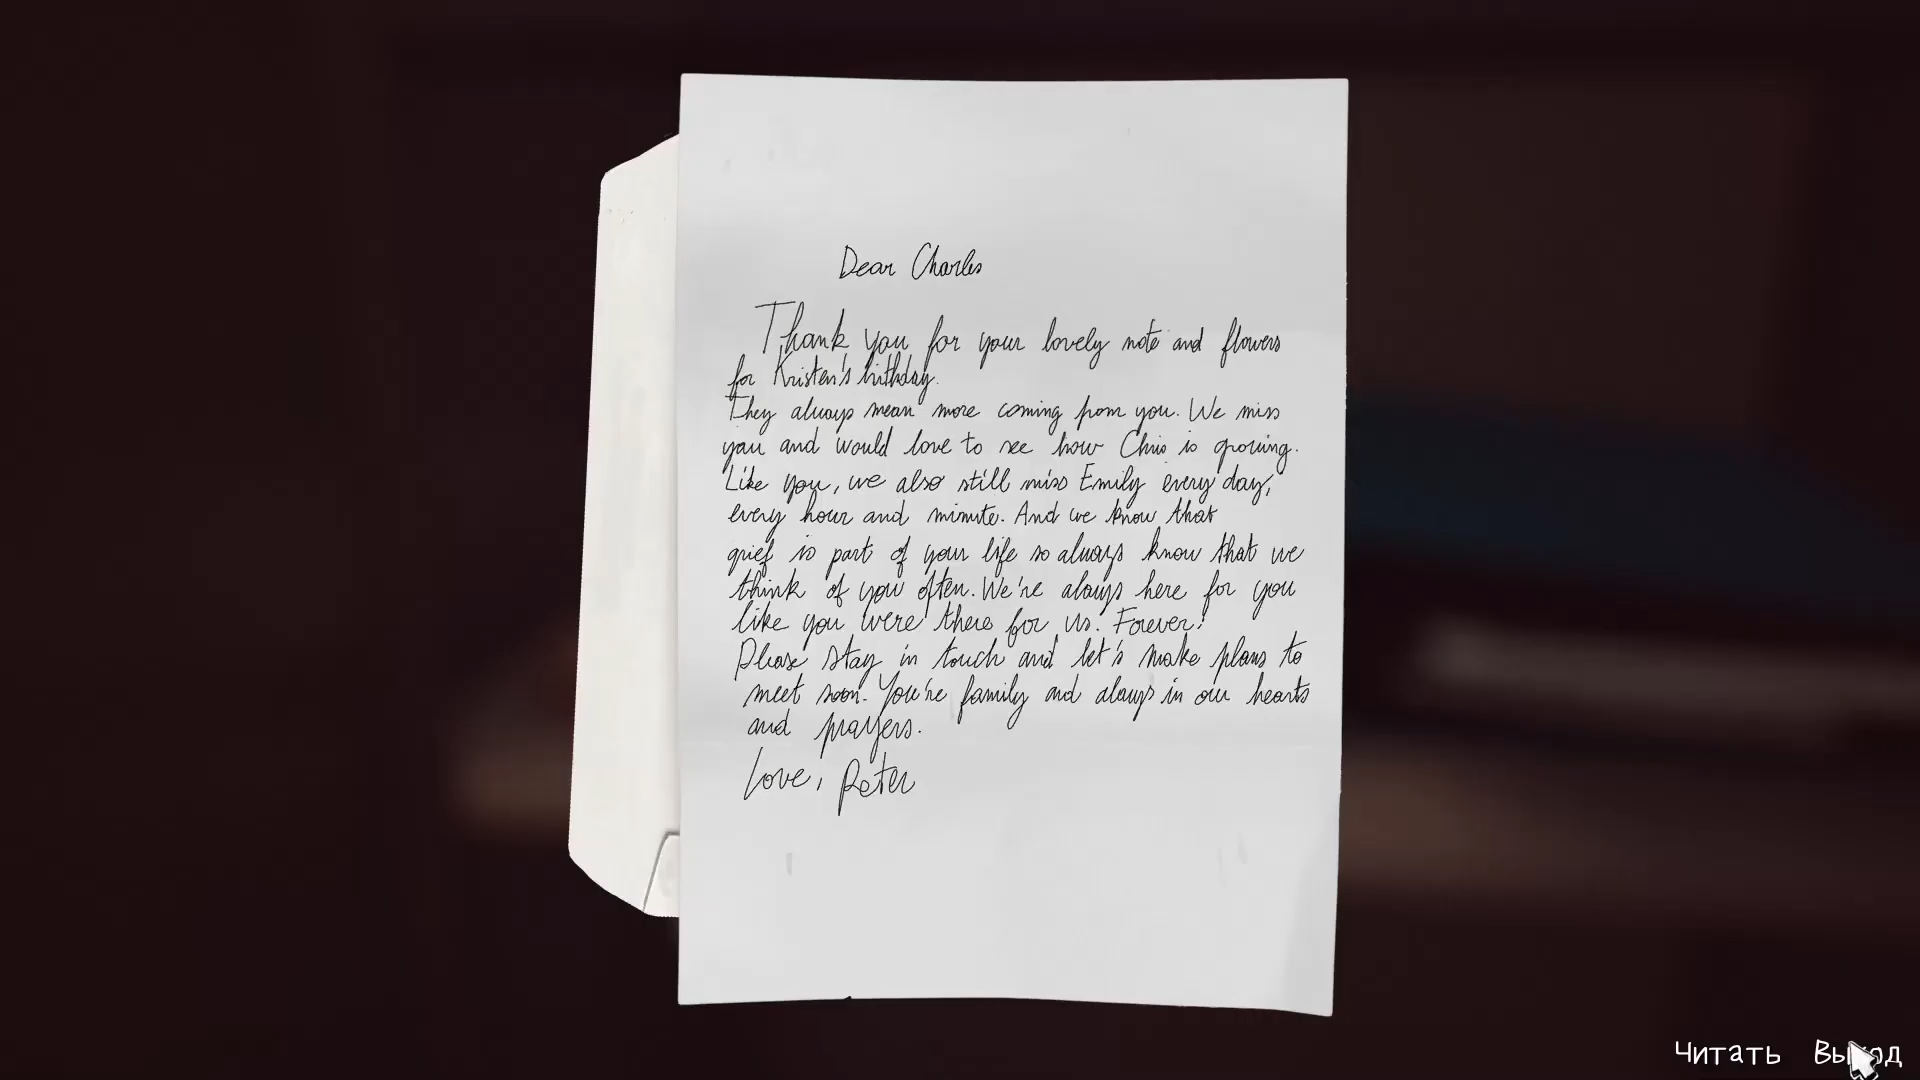 Dear Charles
Thank you for your lovely note and flowers
for Kristen's birthday.
They always mean more coming from you. We miss
you and would love to see how Chris is growing.
Like you, we also still miss Emily every day,
every hour and minute. And we know that
grief is part of your life so always know that we
think of you often. We're always here for you
like you were there for us. Forever!
Please stay in touch and let's make plans to
meet soon. You're family and always in our hearts
and prayers.
Love, Peter
Читать Выход